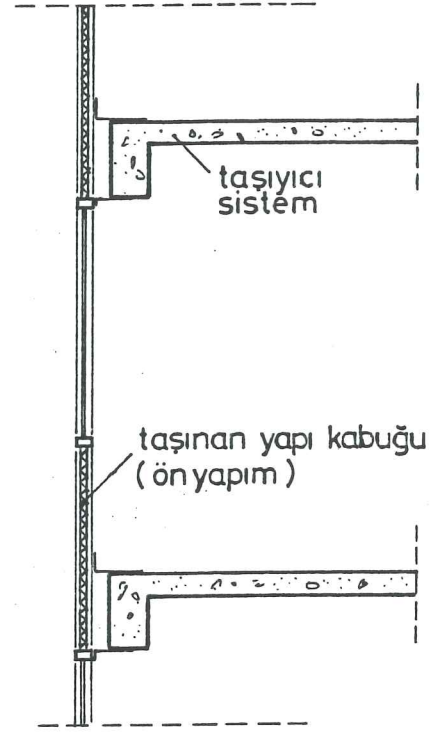 taşıyıcı
sistem
taşınan yapı kabuğu
(önyapım)